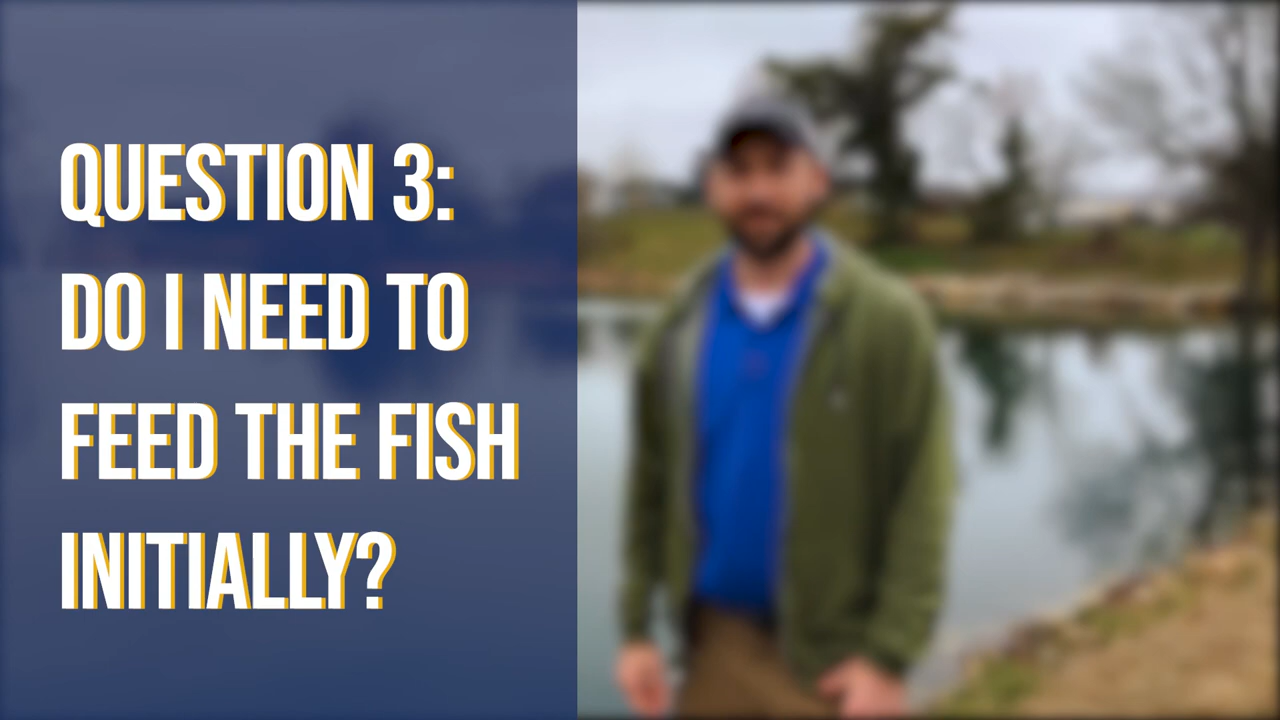 QUESTION 3:
DO I NEED TO
FEED THE FISH
INITIALLY?